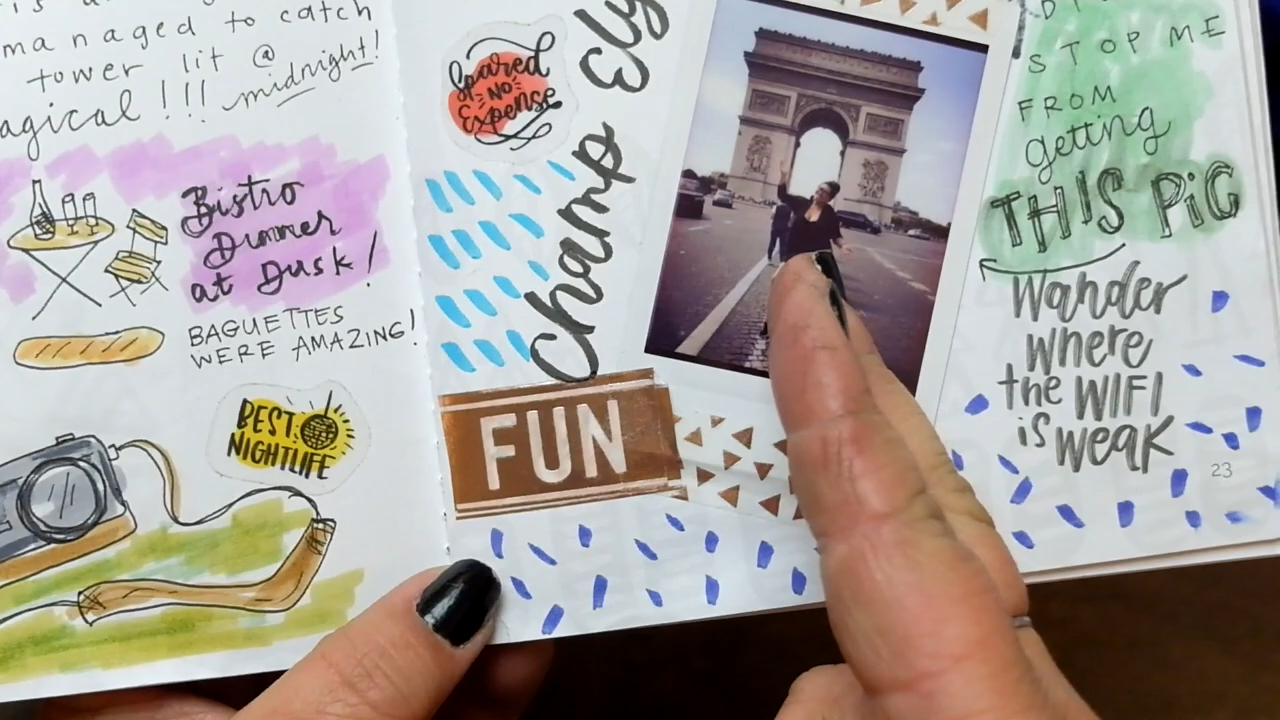 managed to catch
tower lit @
midnight!
agical!!!
Bistro
Dinner
at Dusk!
BAGUETTES
WERE AMAZING!
BEST
NIGHTLIFE
Spared
NO
Expense
Champ Ely
FUN
STOP ME
FROM
getting
THIS PiC
Wander
where
the WIFI
is weak
23